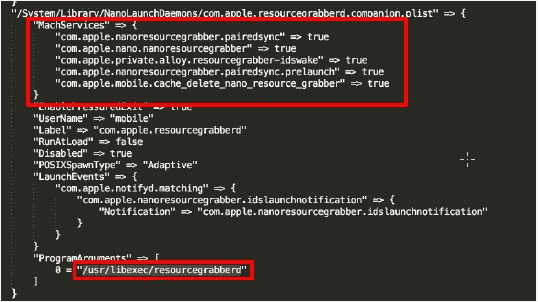 }
"/System/Library/NanoLaunchDaemons/com.apple.resourcegrabberd.companion.plist" => {
"MachServices" => {
"com.apple.nanoresourcegrabber.pairedsync" => true
"com.apple.nano.nanoresourcegrabber" => true
"com.apple.private.alloy.resourcegrabber-idswake" => true
"com.apple.nanoresourcegrabber.pairedsync.prelaunch" => true
"com.apple.mobile.cache_delete_nano_resource_grabber" => true
}
"EnablePressuredExit" => true
"UserName" => "mobile"
"Label" => "com.apple.resourcegrabberd"
"RunAtLoad" => false
"Disabled" => true
"POSIXSpawnType" => "Adaptive"
"LaunchEvents" => {
"com.apple.notifyd.matching" => {
"com.apple.nanoresourcegrabber.idslaunchnotification" => {
"Notification" => "com.apple.nanoresourcegrabber.idslaunchnotification"
}
}
}
"ProgramArguments" => [
0 = "/usr/libexec/resourcegrabberd"
]